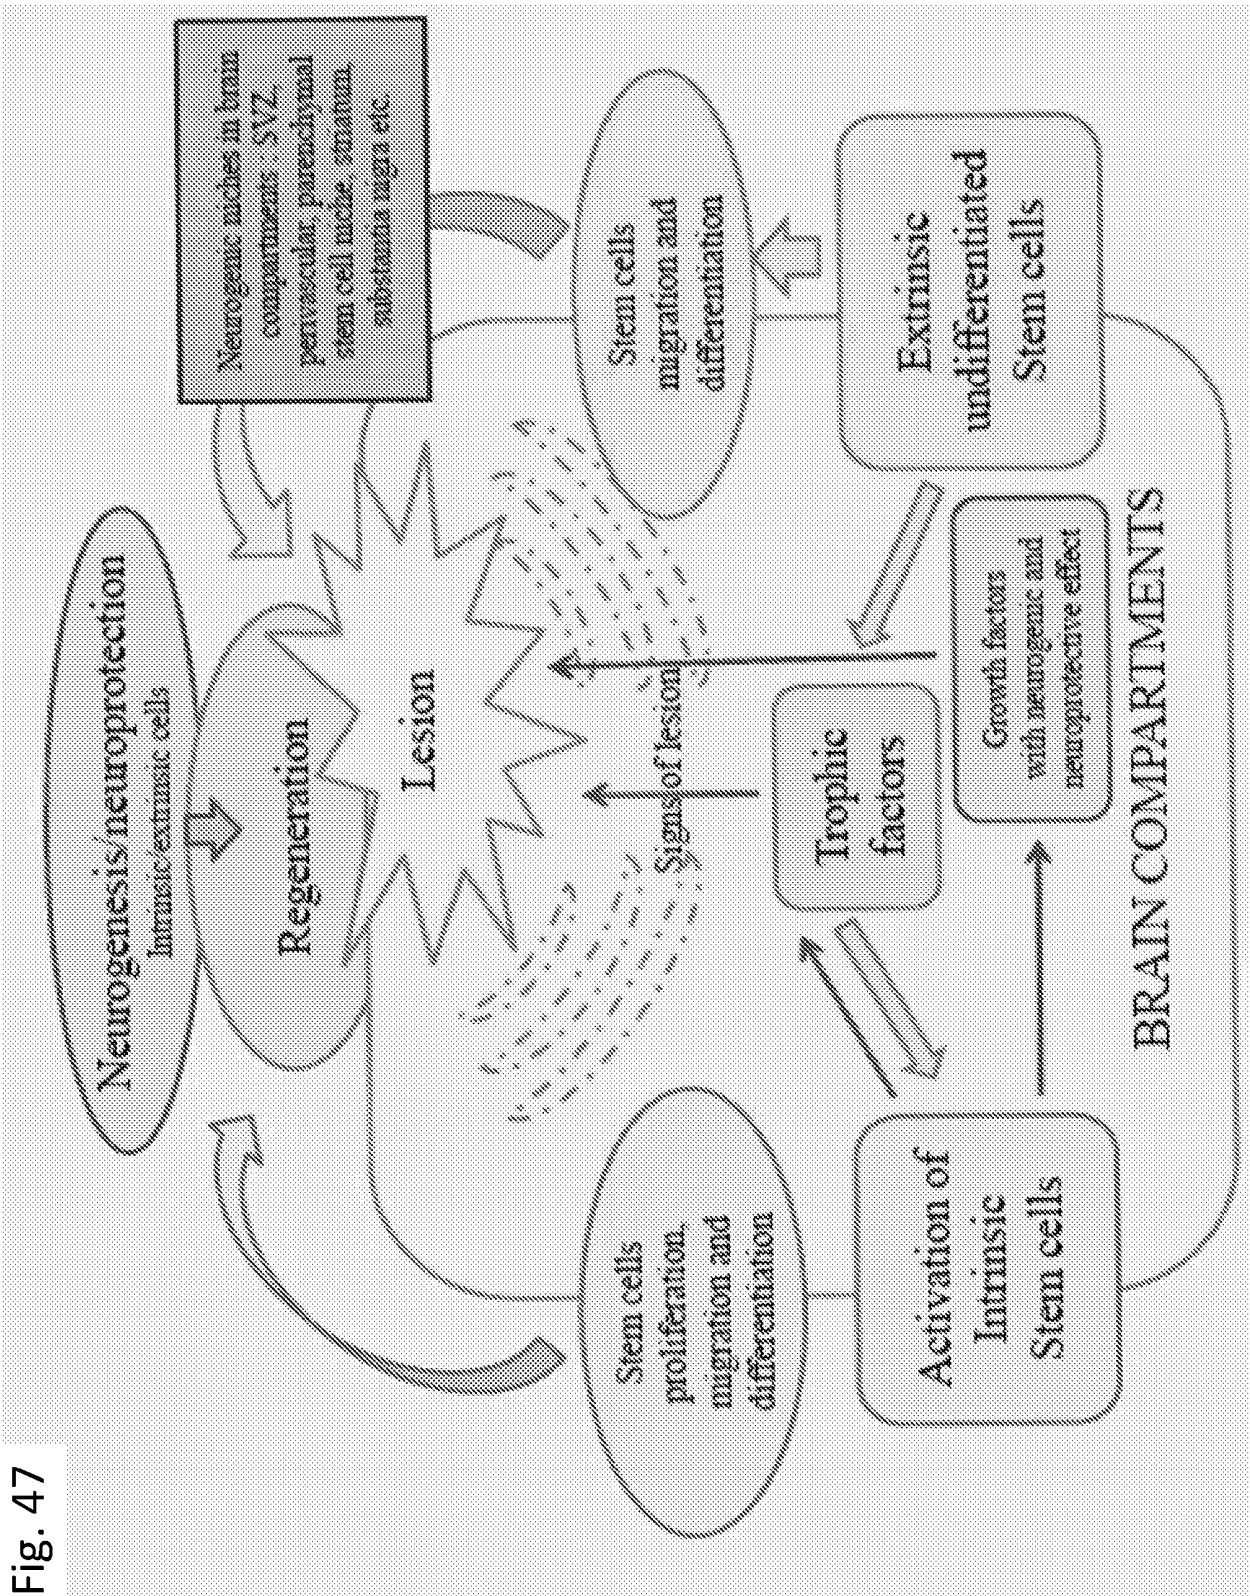 Fig. 47
Neurogenesis/neuroprotection
Intrinsic/extrinsic cells
Neurogenic niches in brain
compartments : SVZ,
perivascular, parenchymal
stem cell niche, striatum,
substantia nigra etc.
Regeneration
Lesion
Stem cells
proliferation,
migration and
differentiation
Signs of lesion
Stem cells
migration and
differentiation
Activation of
Intrinsic
Stem cells
Trophic
factors
Growth factors
with neurogenic and
neuroprotective effect
Extrinsic
undifferentiated
Stem cells
BRAIN COMPARTMENTS